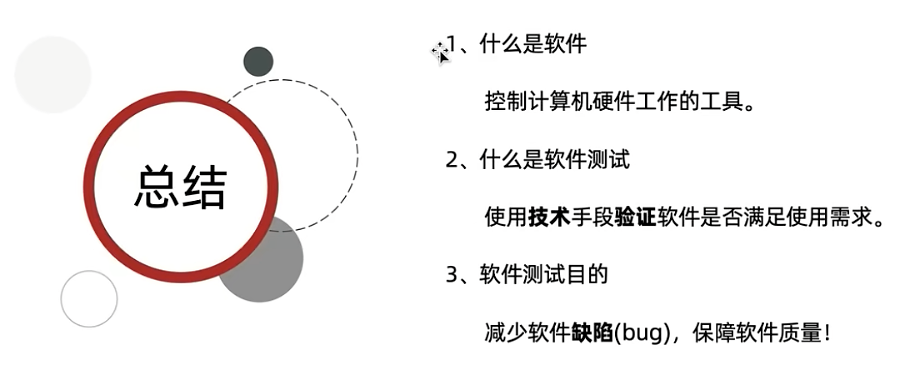 总结
1、什么是软件
控制计算机硬件工作的工具。
2、什么是软件测试
使用技术手段验证软件是否满足使用需求。
3、软件测试目的
减少软件缺陷(bug)，保障软件质量！